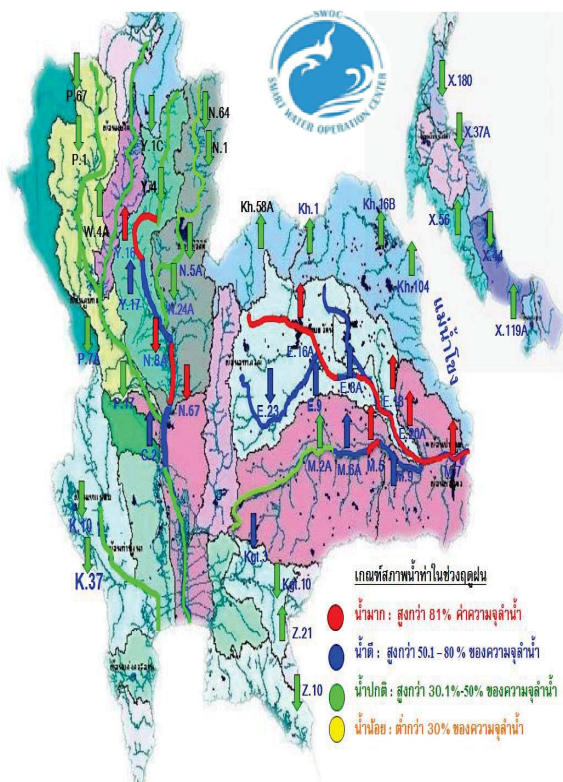 SWOC
SMART WATER OPERATION CENTER
P.67
P.1
W.4A
Y.1C
Y.4
N.64
N.1
Y.16
Y.17
N.5A
N.24A
N.8A
N.67
P.7A
P.17
C.2
K.10
K.37
Kh.58A
Kh.1
Kh.16B
Kh.104
แม่น้ำโขง
E.16A
E.23
E.9
E.8A
E.18
E.20A
M.2A
M.6A
M.5
M.9
M.7
Kgt.3
Kgt.10
Z.21
Z.10
X.180
X.37A
X.56
X.44
X.119A
เกณฑ์สภาพน้ำท่าในช่วงฤดูฝน
น้ำมาก : สูงกว่า 81% ค่าความจุลำน้ำ
น้ำดี : สูงกว่า 50.1 – 80 % ของความจุลำน้ำ
น้ำปกติ : สูงกว่า 30.1%-50% ของความจุลำน้ำ
น้ำน้อย : ต่ำกว่า 30% ของความจุลำน้ำ